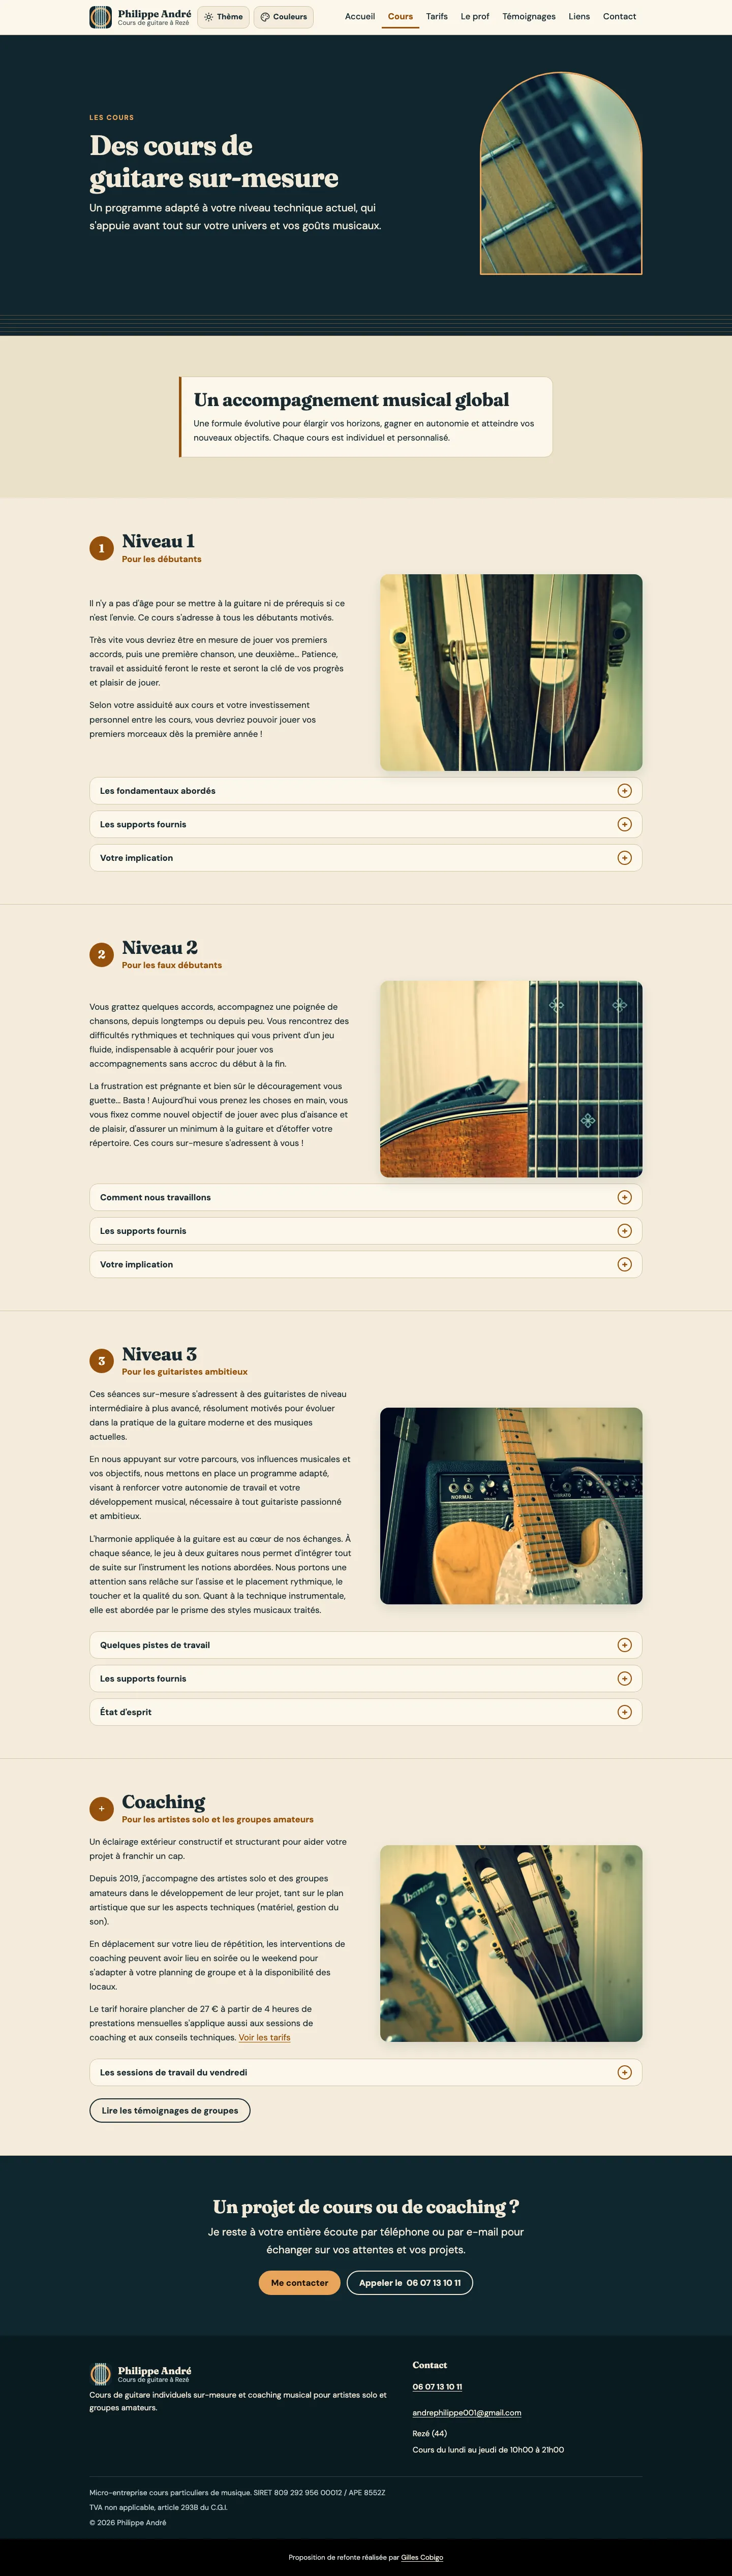 Philippe André
Cours de guitare à Rezé
Thème
Couleurs
Accueil
Cours
Tarifs
Le prof
Témoignages
Liens
Contact
LES COURS
Des cours de
guitare sur-mesure
Un programme adapté à votre niveau technique actuel, qui
s'appuie avant tout sur votre univers et vos goûts musicaux.
Un accompagnement musical global
Une formule évolutive pour élargir vos horizons, gagner en autonomie et atteindre vos
nouveaux objectifs. Chaque cours est individuel et personnalisé.
1
Niveau 1
Pour les débutants
Il n'y a pas d'âge pour se mettre à la guitare ni de prérequis si ce
n'est l'envie. Ce cours s'adresse à tous les débutants motivés.
Très vite vous devriez être en mesure de jouer vos premiers
accords, puis une première chanson, une deuxième... Patience,
travail et assiduité feront le reste et seront la clé de vos progrès
et plaisir de jouer.
Selon votre assiduité aux cours et votre investissement
personnel entre les cours, vous devriez pouvoir jouer vos
premiers morceaux dès la première année !
Les fondamentaux abordés
Les supports fournis
Votre implication
2
Niveau 2
Pour les faux débutants
Vous grattez quelques accords, accompagnez une poignée de
chansons, depuis longtemps ou depuis peu. Vous rencontrez des
difficultés rythmiques et techniques qui vous privent d'un jeu
fluide, indispensable à acquérir pour jouer vos
accompagnements sans accroc du début à la fin.
La frustration est prégnante et bien sûr le découragement vous
guette... Basta ! Aujourd'hui vous prenez les choses en main, vous
vous fixez comme nouvel objectif de jouer avec plus d'aisance et
de plaisir, d'assurer un minimum à la guitare et d'étoffer votre
répertoire. Ces cours sur-mesure s'adressent à vous !
Comment nous travaillons
Les supports fournis
Votre implication
3
Niveau 3
Pour les guitaristes ambitieux
Ces séances sur-mesure s'adressent à des guitaristes de niveau
intermédiaire à plus avancé, résolument motivés pour évoluer
dans la pratique de la guitare moderne et des musiques
actuelles.
En nous appuyant sur votre parcours, vos influences musicales et
vos objectifs, nous mettons en place un programme adapté,
visant à renforcer votre autonomie de travail et votre
développement musical, nécessaire à tout guitariste passionné
et ambitieux.
L'harmonie appliquée à la guitare est au cœur de nos échanges. À
chaque séance, le jeu à deux guitares nous permet d'intégrer tout
de suite sur l'instrument les notions abordées. Nous portons une
attention sans relâche sur l'assise et le placement rythmique, le
toucher et la qualité du son. Quant à la technique instrumentale,
elle est abordée par le prisme des styles musicaux traités.
1 2
NORMAL
Quelques pistes de travail
Les supports fournis
État d'esprit
+
Coaching
Pour les artistes solo et les groupes amateurs
Un éclairage extérieur constructif et structurant pour aider votre
projet à franchir un cap.
Depuis 2019, j'accompagne des artistes solo et des groupes
amateurs dans le développement de leur projet, tant sur le plan
artistique que sur les aspects techniques (matériel, gestion du
son).
En déplacement sur votre lieu de répétition, les interventions de
coaching peuvent avoir lieu en soirée ou le weekend pour
s'adapter à votre planning de groupe et à la disponibilité des
locaux.
Le tarif horaire plancher de 27 € à partir de 4 heures de
prestations mensuelles s'applique aussi aux sessions de
coaching et aux conseils techniques. Voir les tarifs
Ibanez
Les sessions de travail du vendredi
Lire les témoignages de groupes
Un projet de cours ou de coaching ?
Je reste à votre entière écoute par téléphone ou par e-mail pour
échanger sur vos attentes et vos projets.
Me contacter
Appeler le 06 07 13 10 11
Philippe André
Cours de guitare à Rezé
Cours de guitare individuels sur-mesure et coaching musical pour artistes solo et
groupes amateurs.
Contact
06 07 13 10 11
andrephilippe001@gmail.com
Rezé (44)
Cours du lundi au jeudi de 10h00 à 21h00
Micro-entreprise cours particuliers de musique. SIRET 809 292 956 00012 / APE 8552Z
TVA non applicable, article 293B du C.G.I.
© 2026 Philippe André
Proposition de refonte réalisée par Gilles Cobigo